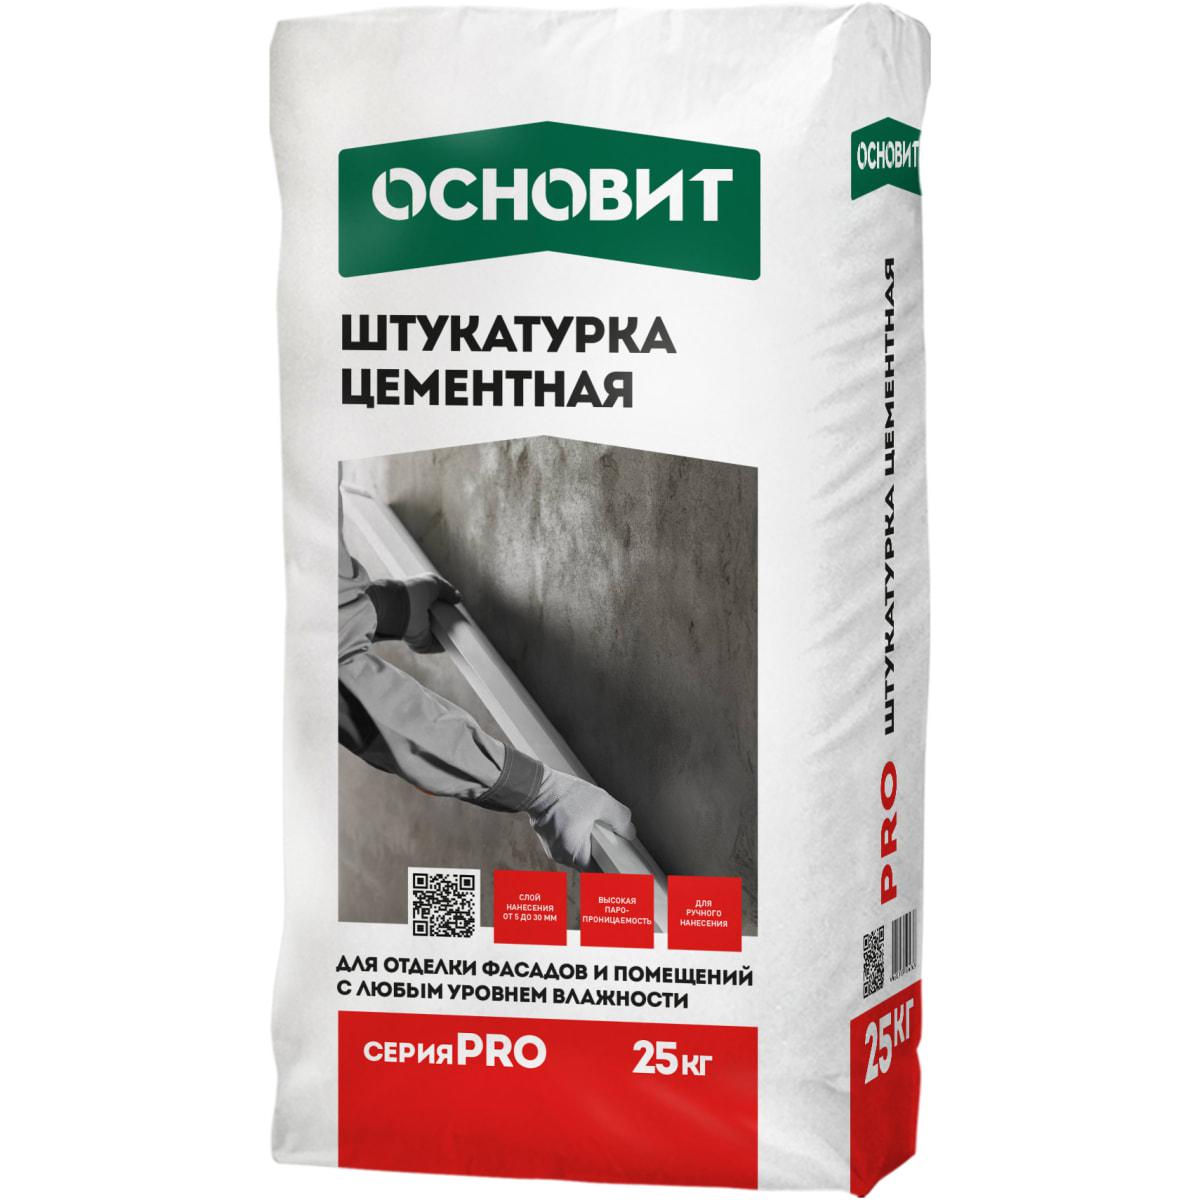 ОСНОВИТ
ШТУКАТУРКА
ЦЕМЕНТНАЯ
СЛОЙ
НАНЕСЕНИЯ
ОТ 5 ДО 30 ММ
ВЫСОКАЯ
ПАРО-
ПРОНИЦАЕМОСТЬ
ДЛЯ
РУЧНОГО
НАНЕСЕНИЯ
ДЛЯ ОТДЕЛКИ ФАСАДОВ И ПОМЕЩЕНИЙ
С ЛЮБЫМ УРОВНЕМ ВЛАЖНОСТИ
СЕРИЯ PRO
25 КГ
ОСНОВИТ
PRO ШТУКАТУРКА ЦЕМЕНТНАЯ
25 КГ